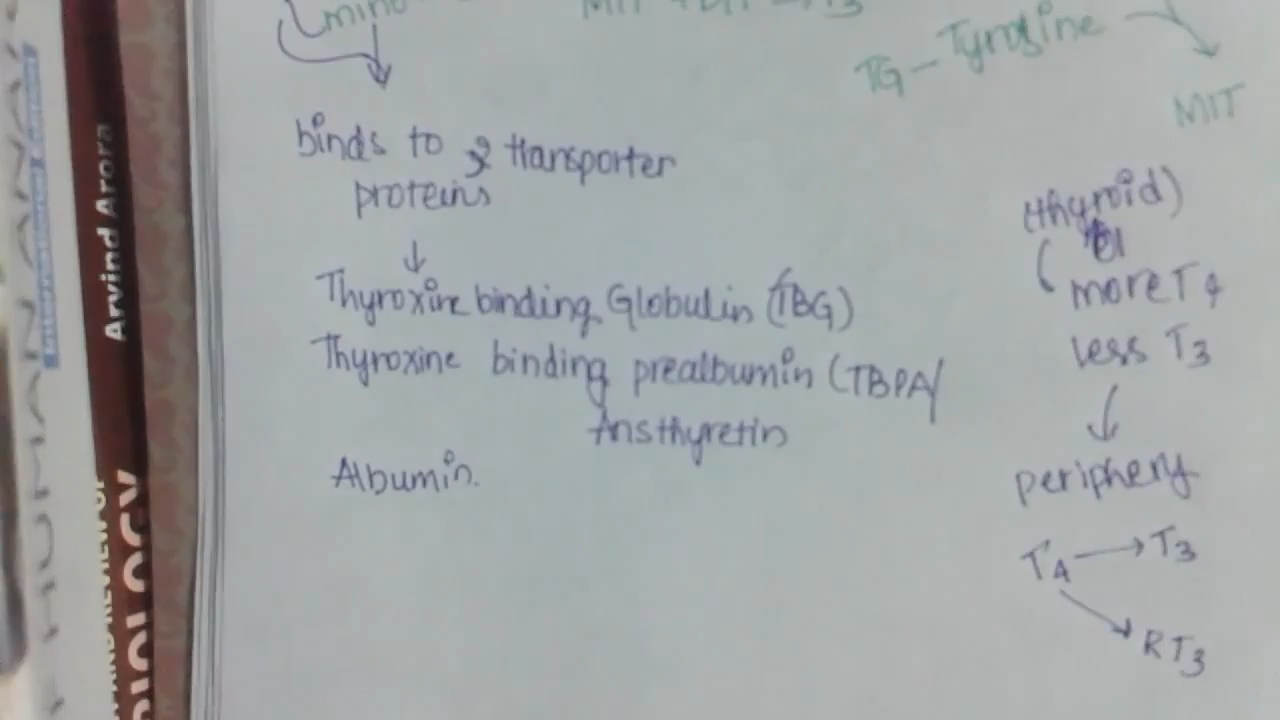 binds to 3 transporter
proteins
Thyroxine binding Globulin (TBG)
Thyroxine binding prealbumin (TBPA/
Ansthyretin
Albumin.
TG - Tyrosine
MIT
(thyroid)
more T4
less T3
periphery
T4 → T3
RT3
Arvind Arora